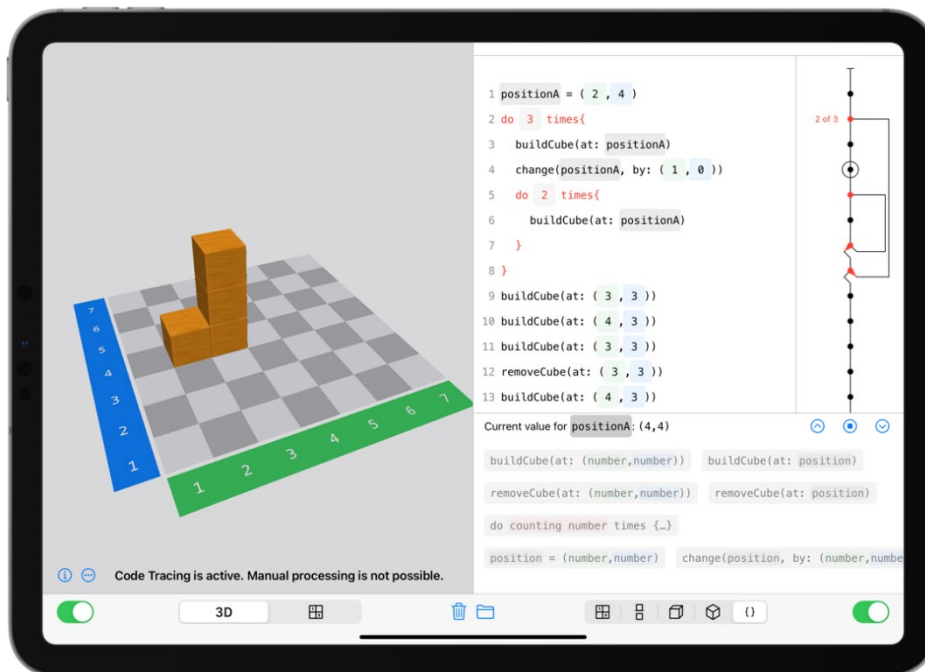 7
6
5
4
3
2
1
1 2 3 4 5 6 7
Code Tracing is active. Manual processing is not possible.
3D
1 positionA = ( 2 , 4 )
2 do 3 times{
3 buildCube(at: positionA)
4 change(positionA, by: ( 1 , 0 ))
5 do 2 times{
6 buildCube(at: positionA)
7 }
8 }
9 buildCube(at: ( 3 , 3 ))
10 buildCube(at: ( 4 , 3 ))
11 buildCube(at: ( 3 , 3 ))
12 removeCube(at: ( 3 , 3 ))
13 buildCube(at: ( 4 , 3 ))
2 of 3
Current value for positionA: (4,4)
buildCube(at: (number,number)) buildCube(at: position)
removeCube(at: (number,number)) removeCube(at: position)
do counting number times {…}
position = (number,number) change(position, by: (number,numbe
{}